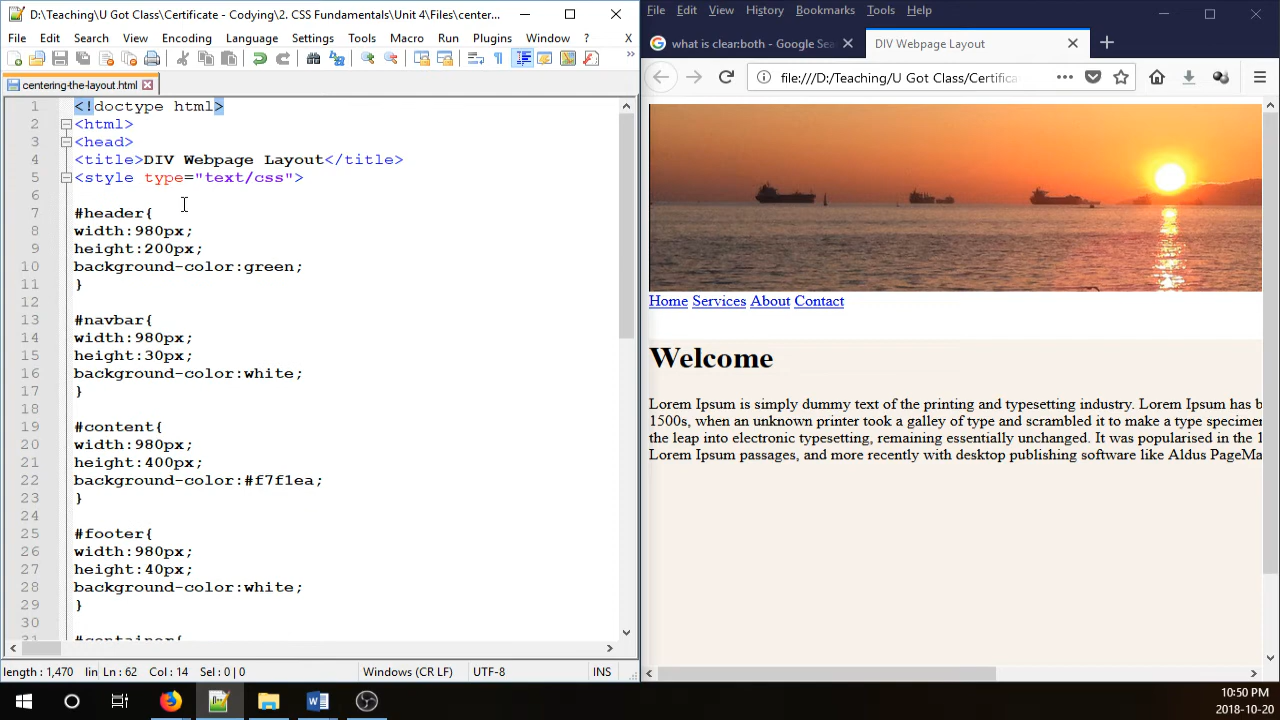 D:\Teaching\U Got Class\Certificate - Codying\2. CSS Fundamentals\Unit 4\Files\center...
File Edit Search View Encoding Language Settings Tools Macro Run Plugins Window ? X
centering-the-layout.html
1 <!doctype html>
2 <html>
3 <head>
4 <title>DIV Webpage Layout</title>
5 <style type="text/css">
6
7 #header{
8 width:980px;
9 height:200px;
10 background-color:green;
11 }
12
13 #navbar{
14 width:980px;
15 height:30px;
16 background-color:white;
17 }
18
19 #content{
20 width:980px;
21 height:400px;
22 background-color:#f7f1ea;
23 }
24
25 #footer{
26 width:980px;
27 height:40px;
28 background-color:white;
29 }
30
31 #container{
length : 1,470 lin Ln : 62 Col : 14 Sel : 0 | 0 Windows (CR LF) UTF-8 INS
File Edit View History Bookmarks Tools Help
what is clear:both - Google Sea
DIV Webpage Layout
file:///D:/Teaching/U Got Class/Certifica
Home Services About Contact
Welcome
Lorem Ipsum is simply dummy text of the printing and typesetting industry. Lorem Ipsum has b
1500s, when an unknown printer took a galley of type and scrambled it to make a type specimen
the leap into electronic typesetting, remaining essentially unchanged. It was popularised in the 1
Lorem Ipsum passages, and more recently with desktop publishing software like Aldus PageMa
10:50 PM
2018-10-20